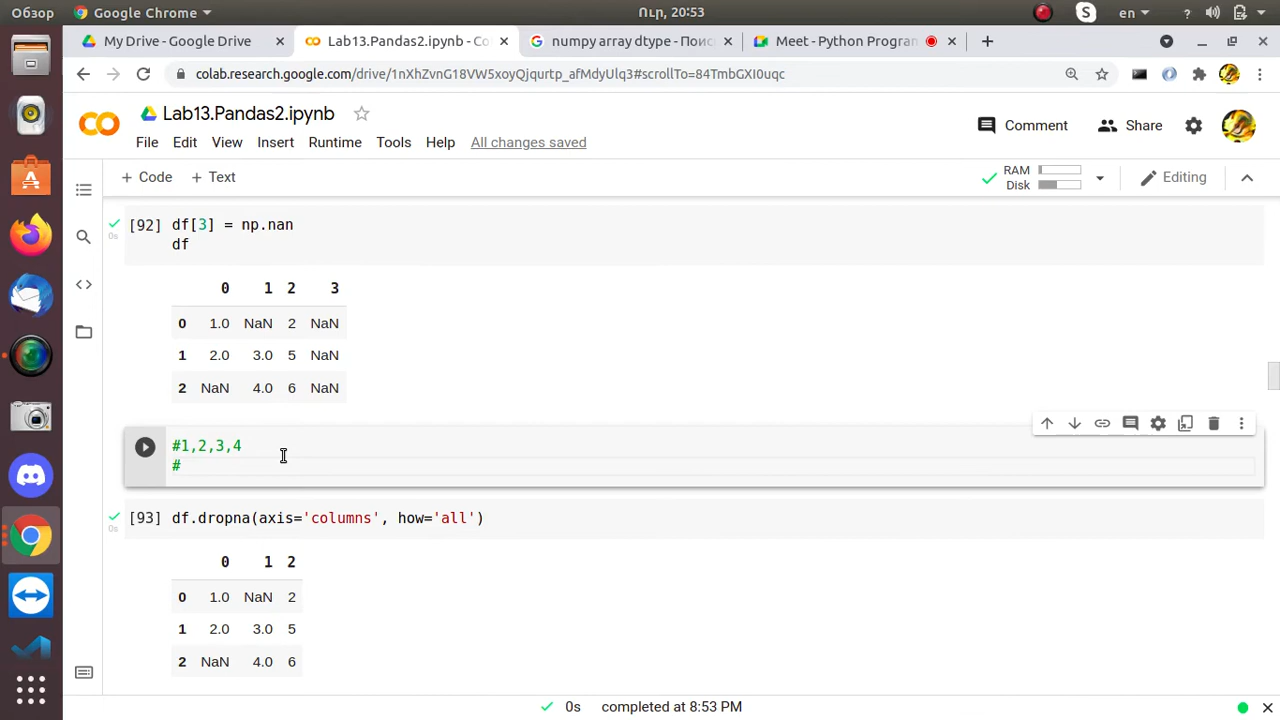 Обзор
Google Chrome
Ուր, 20:53
en
My Drive - Google Drive
Lab13.Pandas2.ipynb - Co
numpy array dtype - Поис
Meet - Python Progran
colab.research.google.com/drive/1nXhZvnG18VW5xoyQjqurtp_afMdyUlq3#scrollTo=84TmbGXI0uqc
Lab13.Pandas2.ipynb
File Edit View Insert Runtime Tools Help All changes saved
Comment
Share
+ Code + Text
RAM
Disk
Editing
[92] df[3] = np.nan
df
0s
0 1 2 3
0 1.0 NaN 2 NaN
1 2.0 3.0 5 NaN
2 NaN 4.0 6 NaN
#1,2,3,4
#
[93] df.dropna(axis='columns', how='all')
0s
0 1 2
0 1.0 NaN 2
1 2.0 3.0 5
2 NaN 4.0 6
0s completed at 8:53 PM